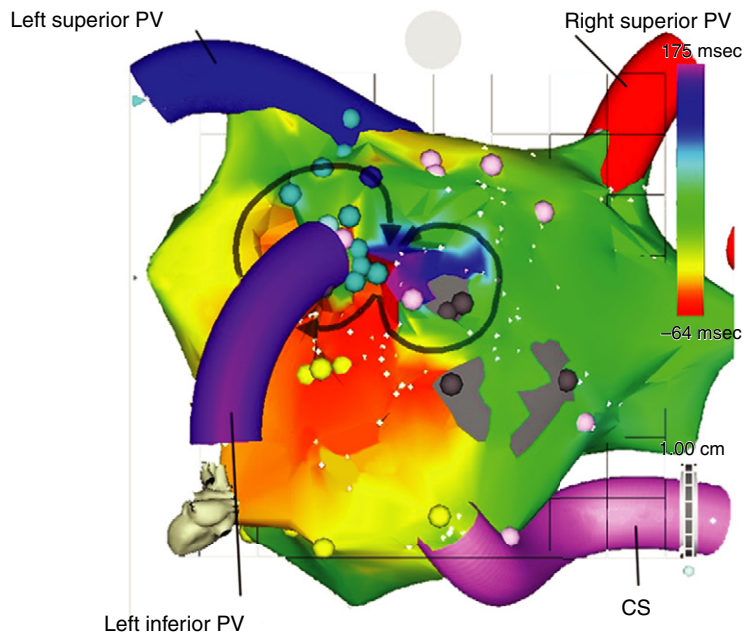 Left superior PV
Right superior PV
175 msec
–64 msec
1.00 cm
CS
Left inferior PV